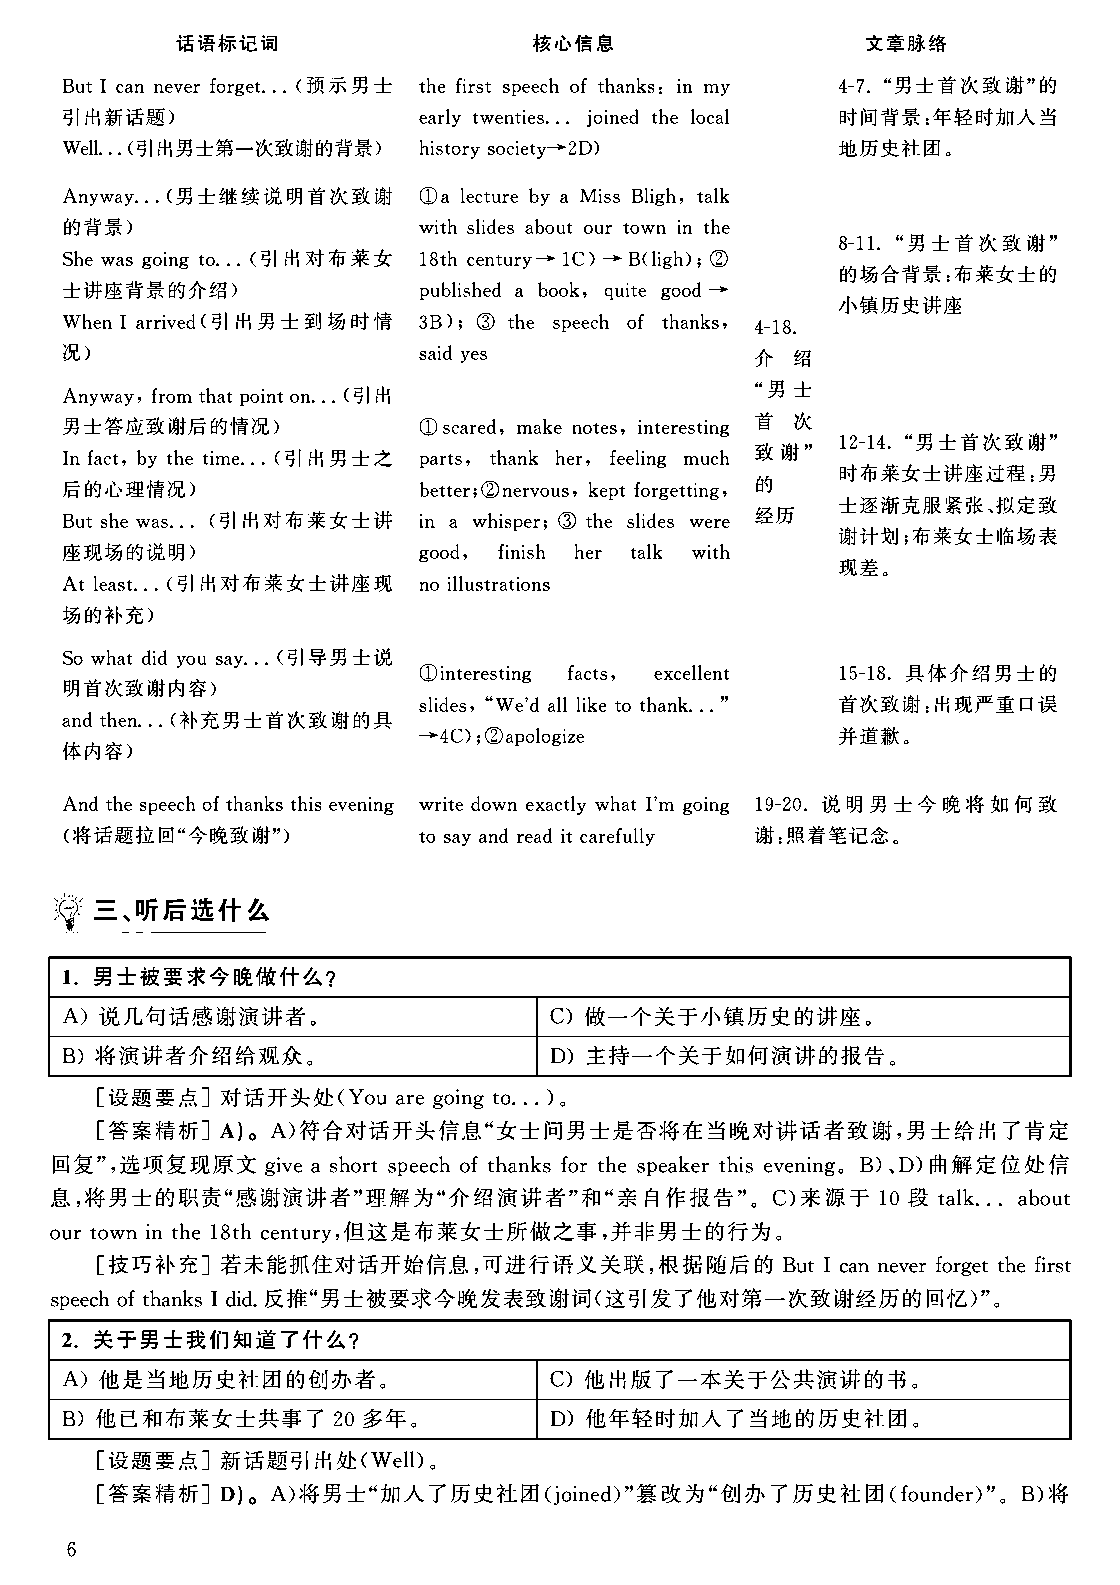 话语标记词 核心信息 文章脉络
But I can never forget...(预示男士
引出新话题)
Well...(引出男士第一次致谢的背景)
the first speech of thanks: in my
early twenties... joined the local
history society→2D)
4-7. “男士首次致谢”的
时间背景;年轻时加入当
地历史社团。
Anyway...(男士继续说明首次致谢
的背景)
She was going to...(引出对布莱女
士讲座背景的介绍)
When I arrived(引出男士到场时情
况)
①a lecture by a Miss Bligh, talk
with slides about our town in the
18th century→1C)→B(ligh);②
published a book, quite good→
3B);③ the speech of thanks,
said yes
8-11. “男士首次致谢”
的场合背景:布莱女士的
小镇历史讲座
4-18.
介 绍
“男 士
首 次
致 谢”
的
经历
Anyway, from that point on...(引出
男士答应致谢后的情况)
In fact, by the time...(引出男士之
后的心理情况)
But she was...(引出对布莱女士讲
座现场的说明)
At least...(引出对布莱女士讲座现
场的补充)
①scared, make notes, interesting
parts, thank her, feeling much
better;②nervous, kept forgetting,
in a whisper;③ the slides were
good, finish her talk with
no illustrations
12-14. “男士首次致谢”
时布莱女士讲座过程:男
士逐渐克服紧张、拟定致
谢计划;布莱女士临场表
现差。
So what did you say...(引导男士说
明首次致谢内容)
and then...(补充男士首次致谢的具
体内容)
①interesting facts, excellent
slides, “We'd all like to thank...”
→4C);②apologize
15-18. 具体介绍男士的
首次致谢;出现严重口误
并道歉。
And the speech of thanks this evening
(将话题拉回“今晚致谢”)
write down exactly what I'm going
to say and read it carefully
19-20. 说明男士今晚将如何致
谢:照着笔记念。
三、听后选什么
1. 男士被要求今晚做什么?
A) 说几句话感谢演讲者。 C) 做一个关于小镇历史的讲座。
B) 将演讲者介绍给观众。 D) 主持一个关于如何演讲的报告。
[设题要点] 对话开头处(You are going to...)。
[答案精析] A)。A)符合对话开头信息“女士问男士是否将在当晚对讲话者致谢,男士给出了肯定
回复”,选项复现原文 give a short speech of thanks for the speaker this evening。B)、D)曲解定位处信
息,将男士的职责“感谢演讲者”理解为“介绍演讲者”和“亲自作报告”。C)来源于 10 段 talk... about
our town in the 18th century,但这是布莱女士所做之事,并非男士的行为。
[技巧补充] 若未能抓住对话开始信息,可进行语义关联,根据随后的 But I can never forget the first
speech of thanks I did. 反推“男士被要求今晚发表致谢词(这引发了他对第一次致谢经历的回忆)”。
2. 关于男士我们知道了什么?
A) 他是当地历史社团的创办者。 C) 他出版了一本关于公共演讲的书。
B) 他已和布莱女士共事了 20 多年。 D) 他年轻时加入了当地的历史社团。
[设题要点] 新话题引出处(Well)。
[答案精析] D)。A)将男士“加入了历史社团(joined)”篡改为“创办了历史社团(founder)”。B)将
6